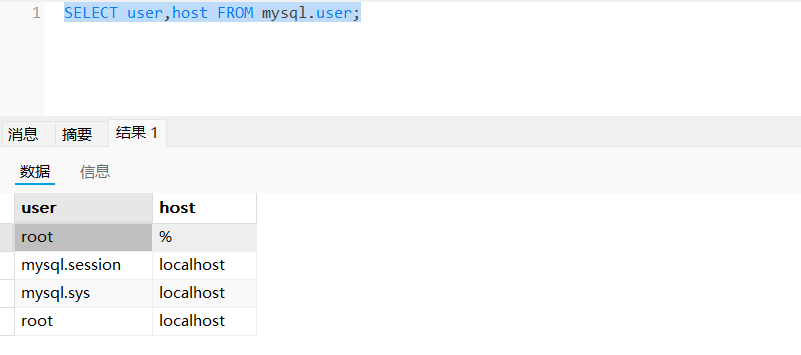 1 SELECT user,host FROM mysql.user;
消息 摘要 结果 1
数据 信息
user host
root %
mysql.session localhost
mysql.sys localhost
root localhost